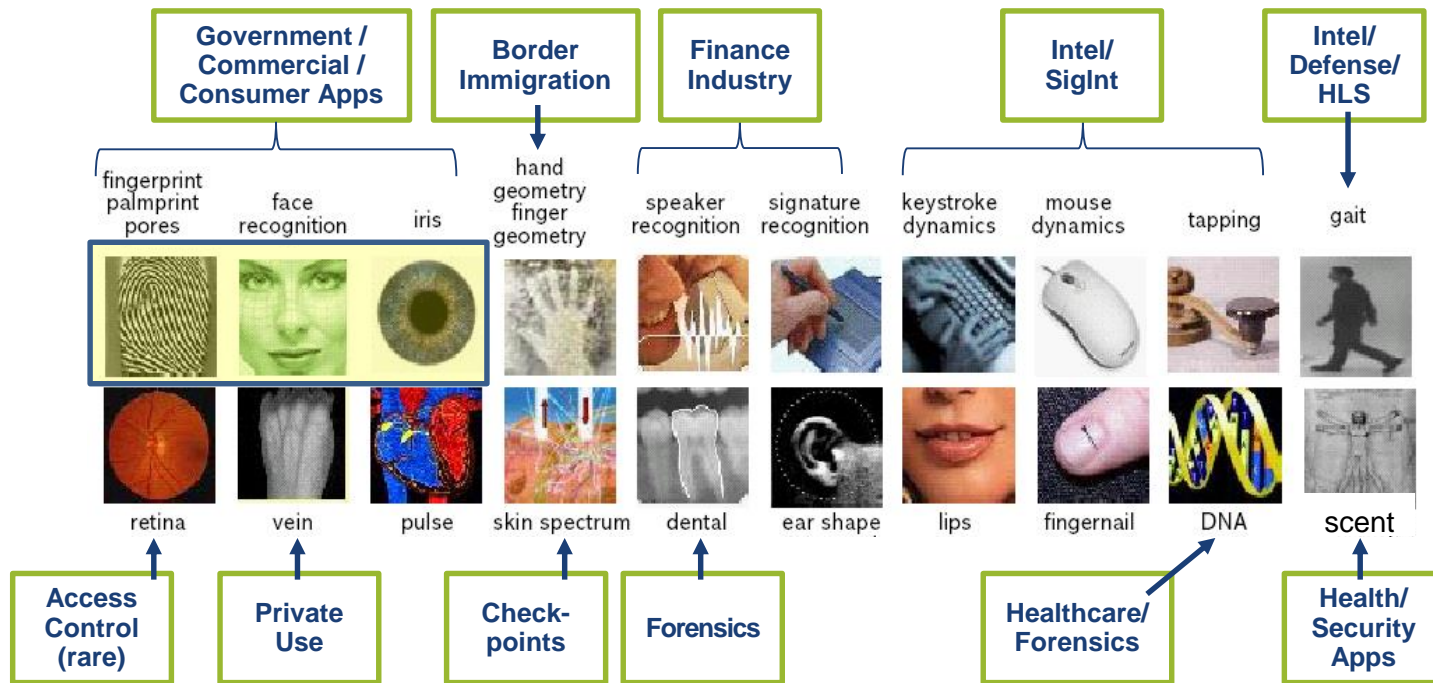 Government /
Commercial /
Consumer Apps
Border
Immigration
Finance
Industry
Intel/
SigInt
Intel/
Defense/
HLS
fingerprint
palmprint
pores
face
recognition
iris
hand
geometry
finger
geometry
speaker
recognition
signature
recognition
keystroke
dynamics
mouse
dynamics
tapping
gait
retina
vein
pulse
skin spectrum
dental
ear shape
lips
fingernail
DNA
scent
Access
Control
(rare)
Private
Use
Check-
points
Forensics
Healthcare/
Forensics
Health/
Security
Apps